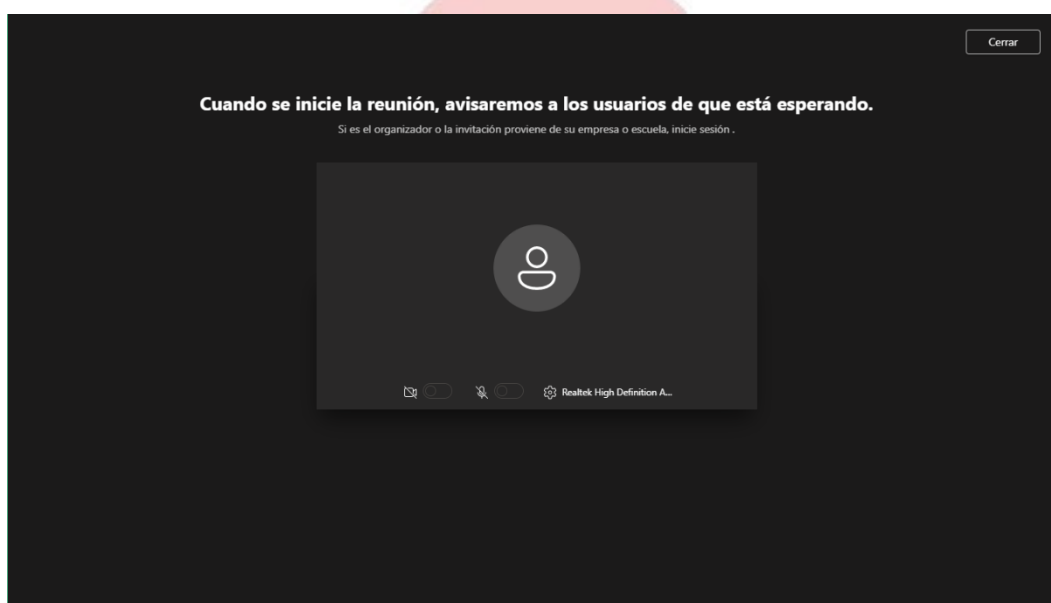 Cerrar
Cuando se inicie la reunión, avisaremos a los usuarios de que está esperando.
Si es el organizador o la invitación proviene de su empresa o escuela, inicie sesión .
Realtek High Definition A...